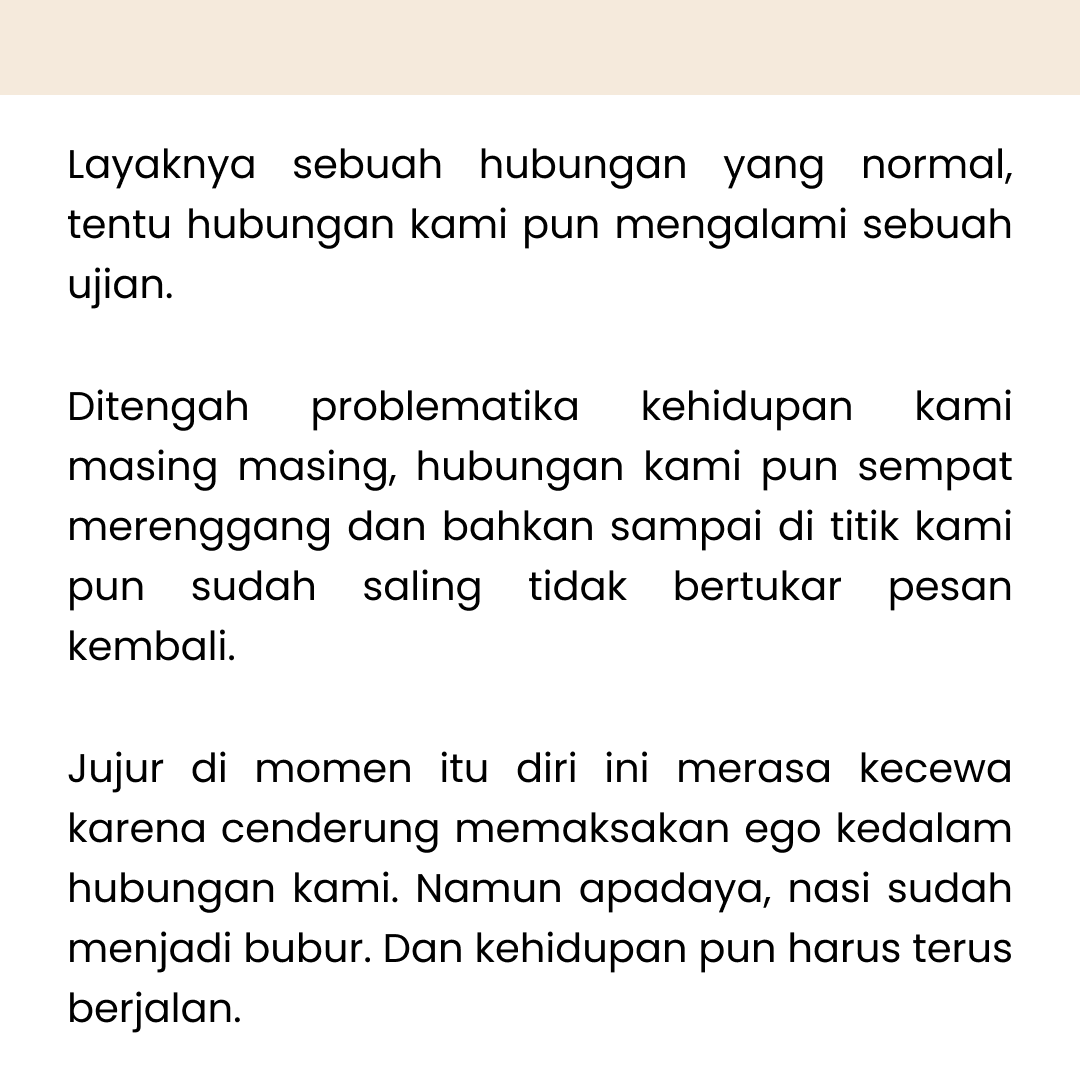 Layaknya sebuah hubungan yang normal,
tentu hubungan kami pun mengalami sebuah
ujian.
Ditengah problematika kehidupan kami
masing masing, hubungan kami pun sempat
merenggang dan bahkan sampai di titik kami
pun sudah saling tidak bertukar pesan
kembali.
Jujur di momen itu diri ini merasa kecewa
karena cenderung memaksakan ego kedalam
hubungan kami. Namun apadaya, nasi sudah
menjadi bubur. Dan kehidupan pun harus terus
berjalan.